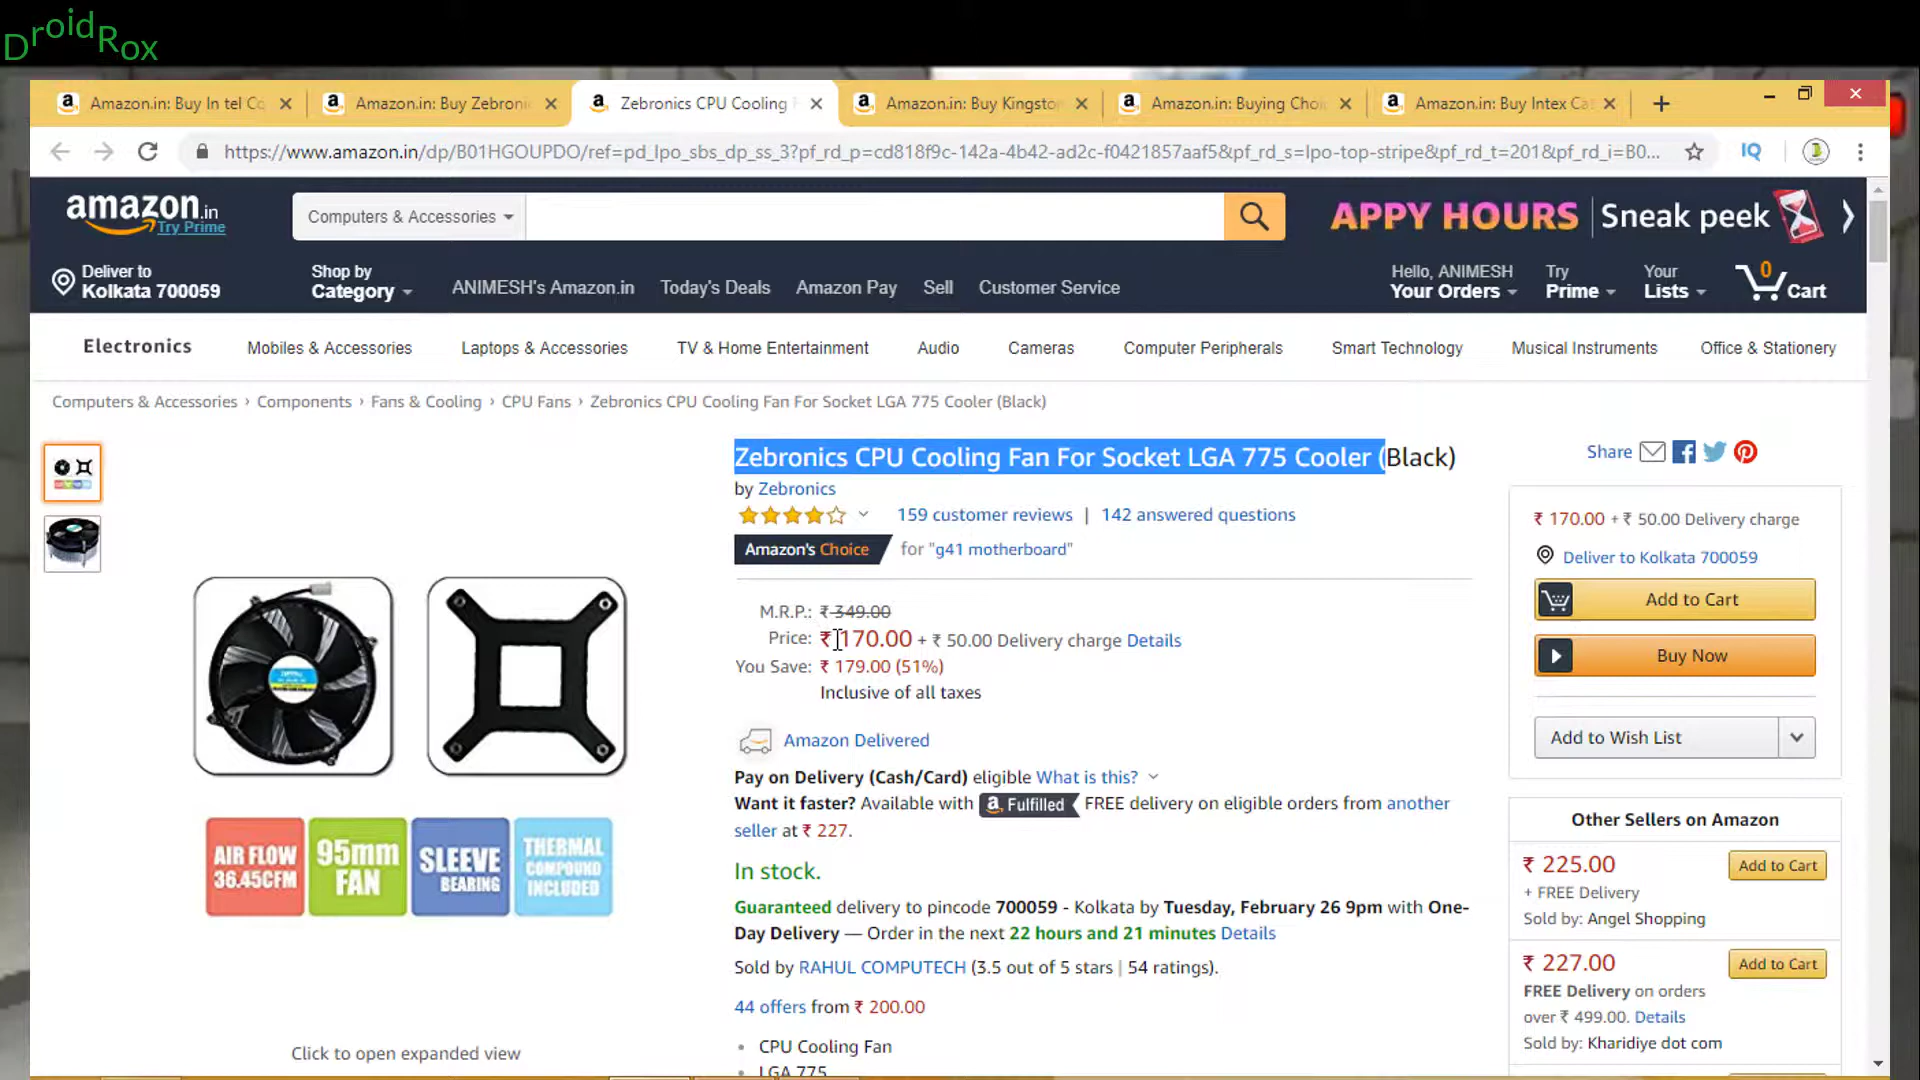 DroidRox
Amazon.in: Buy In tel Co
Amazon.in: Buy Zebronic
Zebronics CPU Cooling F
Amazon.in: Buy Kingston
Amazon.in: Buying Choi
Amazon.in: Buy Intex Ca
https://www.amazon.in/dp/B01HGOUPDO/ref=pd_lpo_sbs_dp_ss_3?pf_rd_p=cd818f9c-142a-4b42-ad2c-f0421857aaf5&pf_rd_s=lpo-top-stripe&pf_rd_t=201&pf_rd_i=B0...
IQ
amazon.in
Try Prime
Computers & Accessories
APPY HOURS | Sneak peek
Deliver to
Kolkata 700059
Shop by
Category
ANIMESH's Amazon.in
Today's Deals
Amazon Pay
Sell
Customer Service
Hello, ANIMESH
Your Orders
Try
Prime
Your
Lists
0
Cart
Electronics
Mobiles & Accessories
Laptops & Accessories
TV & Home Entertainment
Audio
Cameras
Computer Peripherals
Smart Technology
Musical Instruments
Office & Stationery
Computers & Accessories › Components › Fans & Cooling › CPU Fans › Zebronics CPU Cooling Fan For Socket LGA 775 Cooler (Black)
AIR FLOW
36.45CFM
95mm
FAN
SLEEVE
BEARING
THERMAL
COMPOUND
INCLUDED
Click to open expanded view
Zebronics CPU Cooling Fan For Socket LGA 775 Cooler (Black)
by Zebronics
159 customer reviews | 142 answered questions
Amazon's Choice for "g41 motherboard"
M.R.P.: ₹ 349.00
Price: ₹ 170.00 + ₹ 50.00 Delivery charge Details
You Save: ₹ 179.00 (51%)
Inclusive of all taxes
Amazon Delivered
Pay on Delivery (Cash/Card) eligible What is this?
Want it faster? Available with a Fulfilled FREE delivery on eligible orders from another
seller at ₹ 227.
In stock.
Guaranteed delivery to pincode 700059 - Kolkata by Tuesday, February 26 9pm with One-
Day Delivery — Order in the next 22 hours and 21 minutes Details
Sold by RAHUL COMPUTECH (3.5 out of 5 stars | 54 ratings).
44 offers from ₹ 200.00
• CPU Cooling Fan
• LGA 775
Share
₹ 170.00 + ₹ 50.00 Delivery charge
Deliver to Kolkata 700059
Add to Cart
Buy Now
Add to Wish List
Other Sellers on Amazon
₹ 225.00
Add to Cart
+ FREE Delivery
Sold by: Angel Shopping
₹ 227.00
Add to Cart
FREE Delivery on orders
over ₹ 499.00. Details
Sold by: Kharidiye dot com